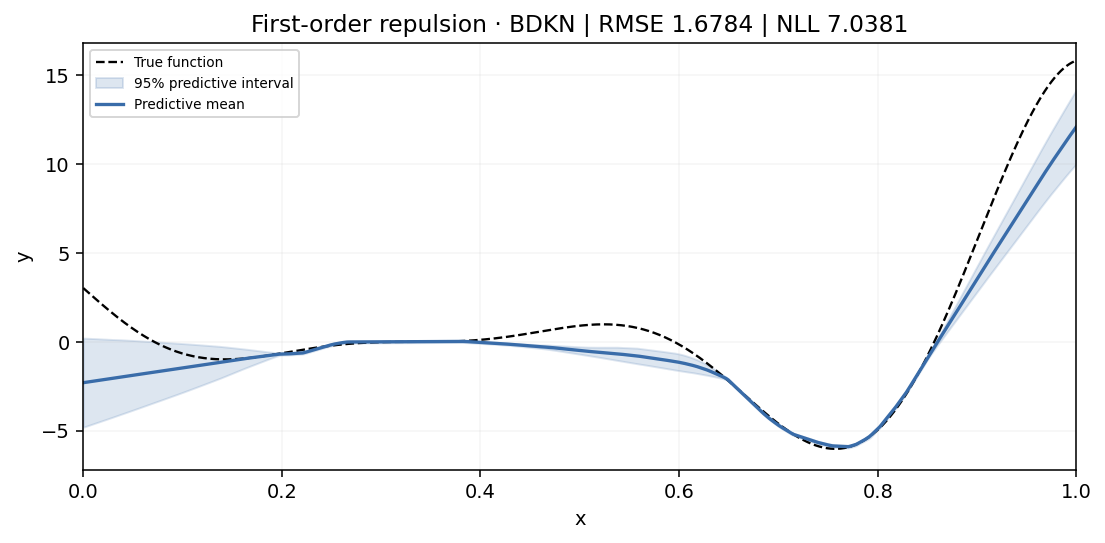 First-order repulsion · BDKN | RMSE 1.6784 | NLL 7.0381
True function
95% predictive interval
Predictive mean
15
10
5
0
−5
y
0.0 0.2 0.4 0.6 0.8 1.0
x